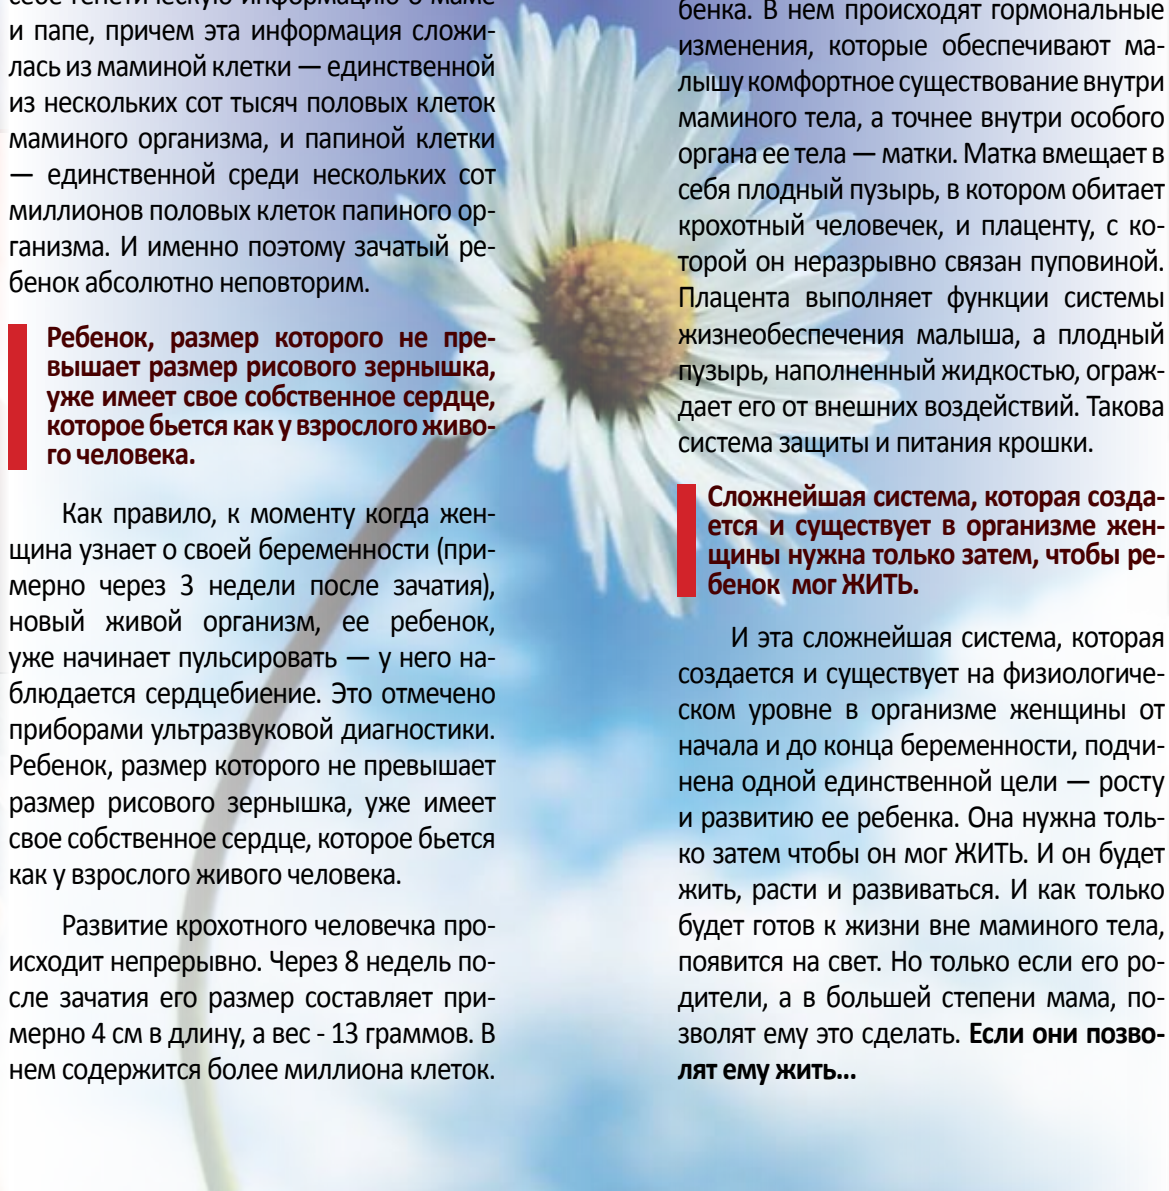 себе генетическую информацию о маме
и папе, причем эта информация сложи-
лась из маминой клетки — единственной
из нескольких сот тысяч половых клеток
маминого организма, и папиной клетки
— единственной среди нескольких сот
миллионов половых клеток папиного ор-
ганизма. И именно поэтому зачатый ре-
бенок абсолютно неповторим.
Ребенок, размер которого не пре-
вышает размер рисового зернышка,
уже имеет свое собственное сердце,
которое бьется как у взрослого живо-
го человека.
Как правило, к моменту когда жен-
щина узнает о своей беременности (при-
мерно через 3 недели после зачатия),
новый живой организм, ее ребенок,
уже начинает пульсировать — у него на-
блюдается сердцебиение. Это отмечено
приборами ультразвуковой диагностики.
Ребенок, размер которого не превышает
размер рисового зернышка, уже имеет
свое собственное сердце, которое бьется
как у взрослого живого человека.
Развитие крохотного человечка про-
исходит непрерывно. Через 8 недель по-
сле зачатия его размер составляет при-
мерно 4 см в длину, а вес - 13 граммов. В
нем содержится более миллиона клеток.
бенка. В нем происходят гормональные
изменения, которые обеспечивают ма-
лышу комфортное существование внутри
маминого тела, а точнее внутри особого
органа ее тела — матки. Матка вмещает в
себя плодный пузырь, в котором обитает
крохотный человечек, и плаценту, с ко-
торой он неразрывно связан пуповиной.
Плацента выполняет функции системы
жизнеобеспечения малыша, а плодный
пузырь, наполненный жидкостью, ограж-
дает его от внешних воздействий. Такова
система защиты и питания крошки.
Сложнейшая система, которая созда-
ется и существует в организме жен-
щины нужна только затем, чтобы ре-
бенок мог ЖИТЬ.
И эта сложнейшая система, которая
создается и существует на физиологиче-
ском уровне в организме женщины от
начала и до конца беременности, подчи-
нена одной единственной цели — росту
и развитию ее ребенка. Она нужна толь-
ко затем чтобы он мог ЖИТЬ. И он будет
жить, расти и развиваться. И как только
будет готов к жизни вне маминого тела,
появится на свет. Но только если его ро-
дители, а в большей степени мама, по-
зволят ему это сделать. Если они позво-
лят ему жить...